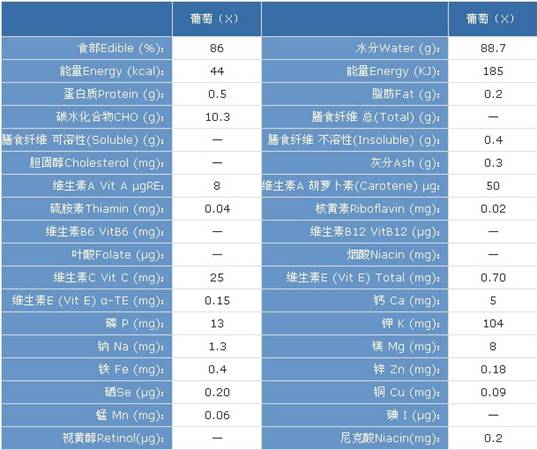 葡萄（X） 葡萄（X）
食部Edible (%): 86 水分Water (g): 88.7
能量Energy (kcal): 44 能量Energy (KJ): 185
蛋白质Protein (g): 0.5 脂肪Fat (g): 0.2
碳水化合物CHO (g): 10.3 膳食纤维 总(Total) (g): —
膳食纤维 可溶性(Soluble) (g): — 膳食纤维 不溶性(Insoluble) (g): 0.4
胆固醇Cholesterol (mg): — 灰分Ash (g): 0.3
维生素A Vit A μgRE: 8 维生素A 胡萝卜素(Carotene) μg: 50
硫胺素Thiamin (mg): 0.04 核黄素Riboflavin (mg): 0.02
维生素B6 VitB6 (mg): — 维生素B12 VitB12 (μg): —
叶酸Folate (μg): — 烟酸Niacin (mg): —
维生素C Vit C (mg): 25 维生素E (Vit E) Total (mg): 0.70
维生素E (Vit E) α-TE (mg): 0.15 钙 Ca (mg): 5
磷 P (mg): 13 钾 K (mg): 104
钠 Na (mg): 1.3 镁 Mg (mg): 8
铁 Fe (mg): 0.4 锌 Zn (mg): 0.18
硒Se (μg): 0.20 铜 Cu (mg): 0.09
锰 Mn (mg): 0.06 碘 I (μg): —
视黄醇Retinol(μg): — 尼克酸Niacin(mg): 0.2